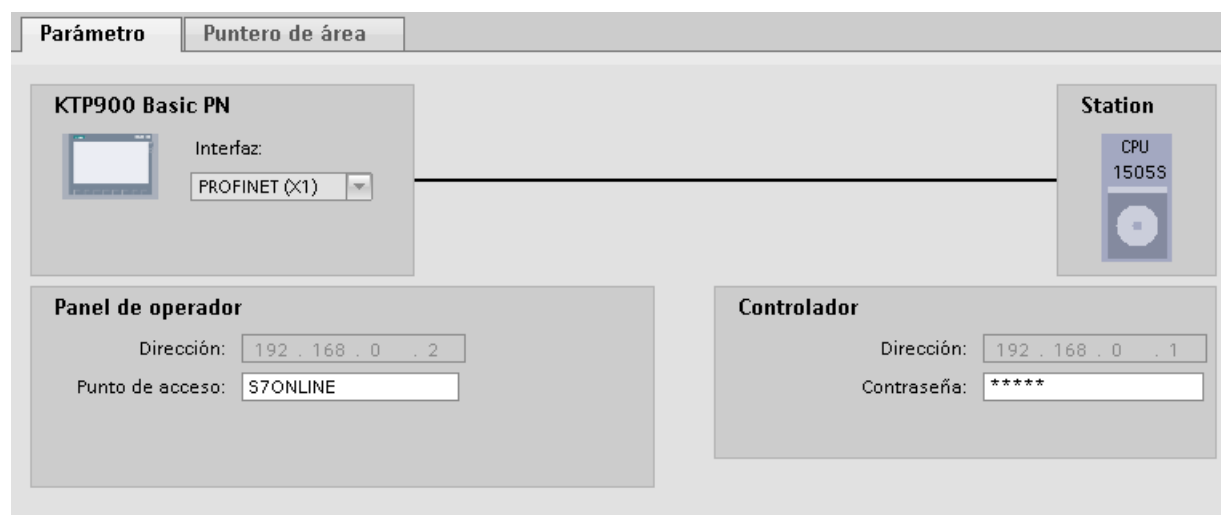 Parámetro
Puntero de área
KTP900 Basic PN
Interfaz:
PROFINET (X1)
Station
CPU
1505S
Panel de operador
Dirección: 192 . 168 . 0 . 2
Punto de acceso: S7ONLINE
Controlador
Dirección: 192 . 168 . 0 . 1
Contraseña: *****